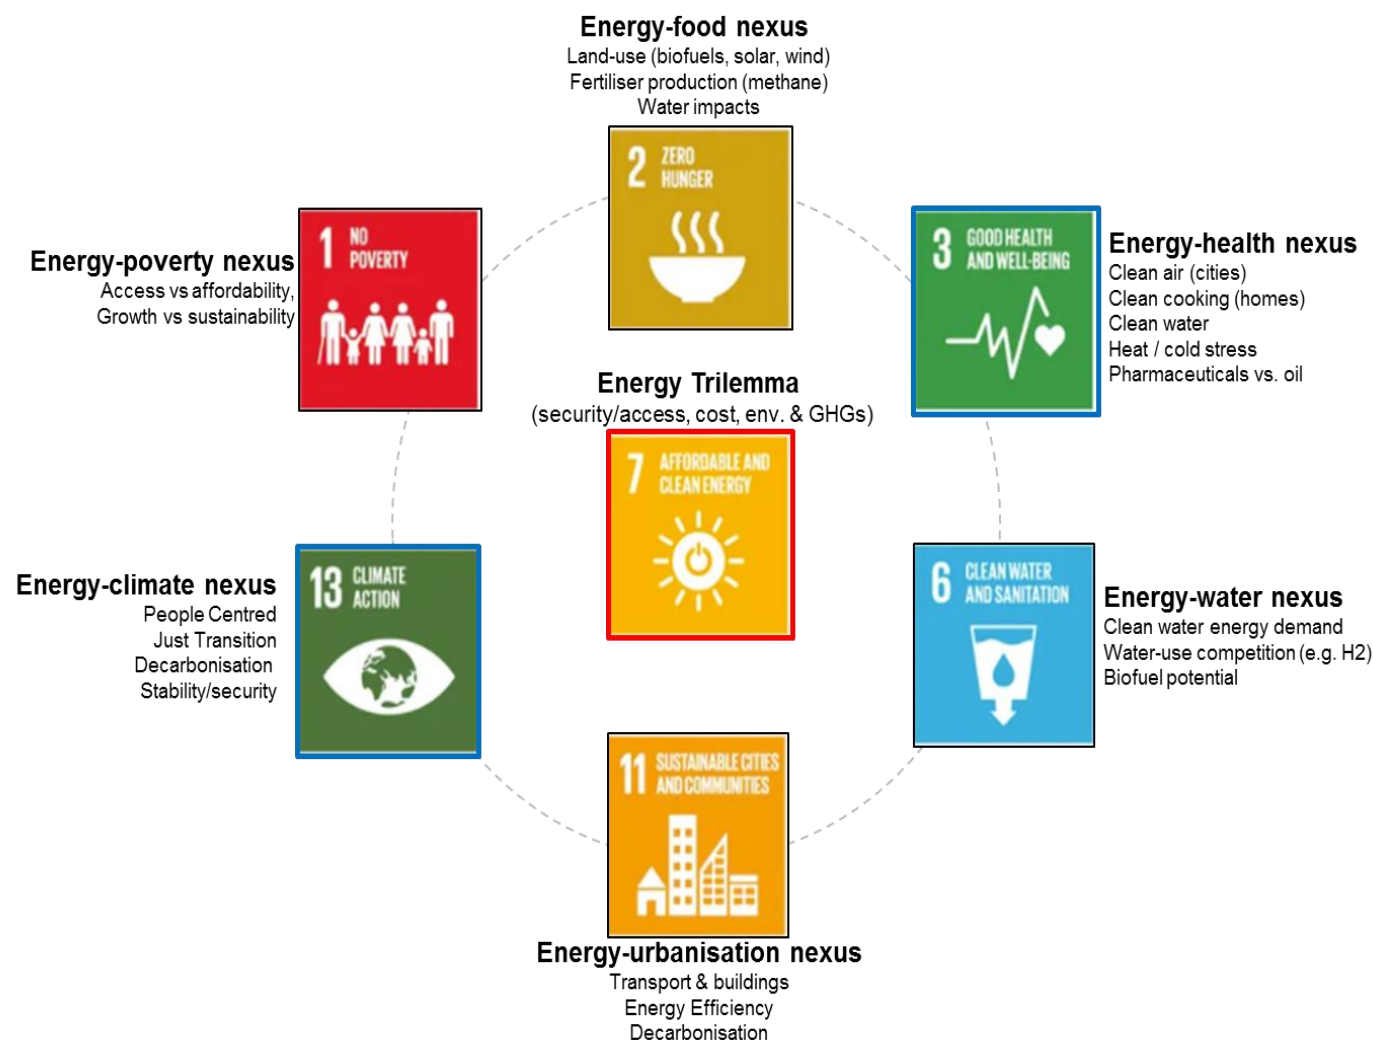 Energy-food nexus
Land-use (biofuels, solar, wind)
Fertiliser production (methane)
Water impacts
2 ZERO
HUNGER
Energy-poverty nexus
Access vs affordability,
Growth vs sustainability
1 NO
POVERTY
3 GOOD HEALTH
AND WELL-BEING
Energy-health nexus
Clean air (cities)
Clean cooking (homes)
Clean water
Heat / cold stress
Pharmaceuticals vs. oil
Energy Trilemma
(security/access, cost, env. & GHGs)
7 AFFORDABLE AND
CLEAN ENERGY
Energy-climate nexus
People Centred
Just Transition
Decarbonisation
Stability/security
13 CLIMATE
ACTION
6 CLEAN WATER
AND SANITATION
Energy-water nexus
Clean water energy demand
Water-use competition (e.g. H2)
Biofuel potential
11 SUSTAINABLE CITIES
AND COMMUNITIES
Energy-urbanisation nexus
Transport & buildings
Energy Efficiency
Decarbonisation